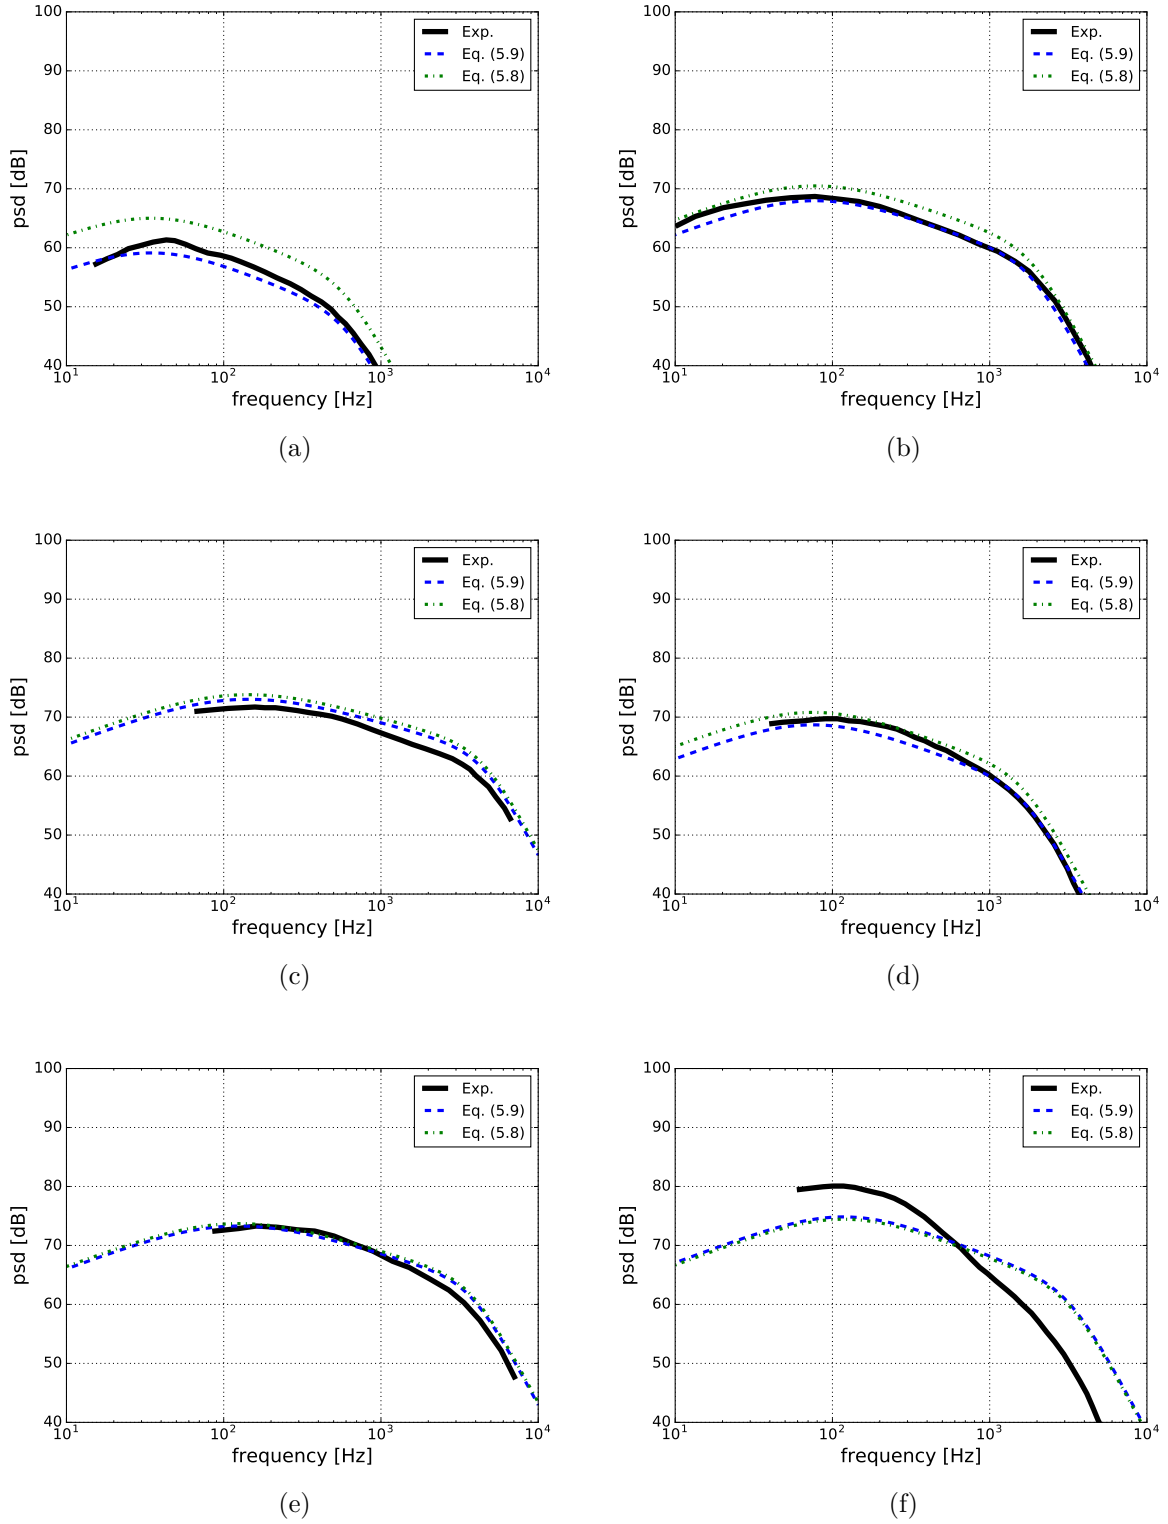 100
90
80
70
60
50
40
psd [dB]
10^1 10^2 10^3 10^4
frequency [Hz]
Exp.
Eq. (5.9)
Eq. (5.8)
(a)
100
90
80
70
60
50
40
psd [dB]
10^1 10^2 10^3 10^4
frequency [Hz]
Exp.
Eq. (5.9)
Eq. (5.8)
(b)
100
90
80
70
60
50
40
psd [dB]
10^1 10^2 10^3 10^4
frequency [Hz]
Exp.
Eq. (5.9)
Eq. (5.8)
(c)
100
90
80
70
60
50
40
psd [dB]
10^1 10^2 10^3 10^4
frequency [Hz]
Exp.
Eq. (5.9)
Eq. (5.8)
(d)
100
90
80
70
60
50
40
psd [dB]
10^1 10^2 10^3 10^4
frequency [Hz]
Exp.
Eq. (5.9)
Eq. (5.8)
(e)
100
90
80
70
60
50
40
psd [dB]
10^1 10^2 10^3 10^4
frequency [Hz]
Exp.
Eq. (5.9)
Eq. (5.8)
(f)